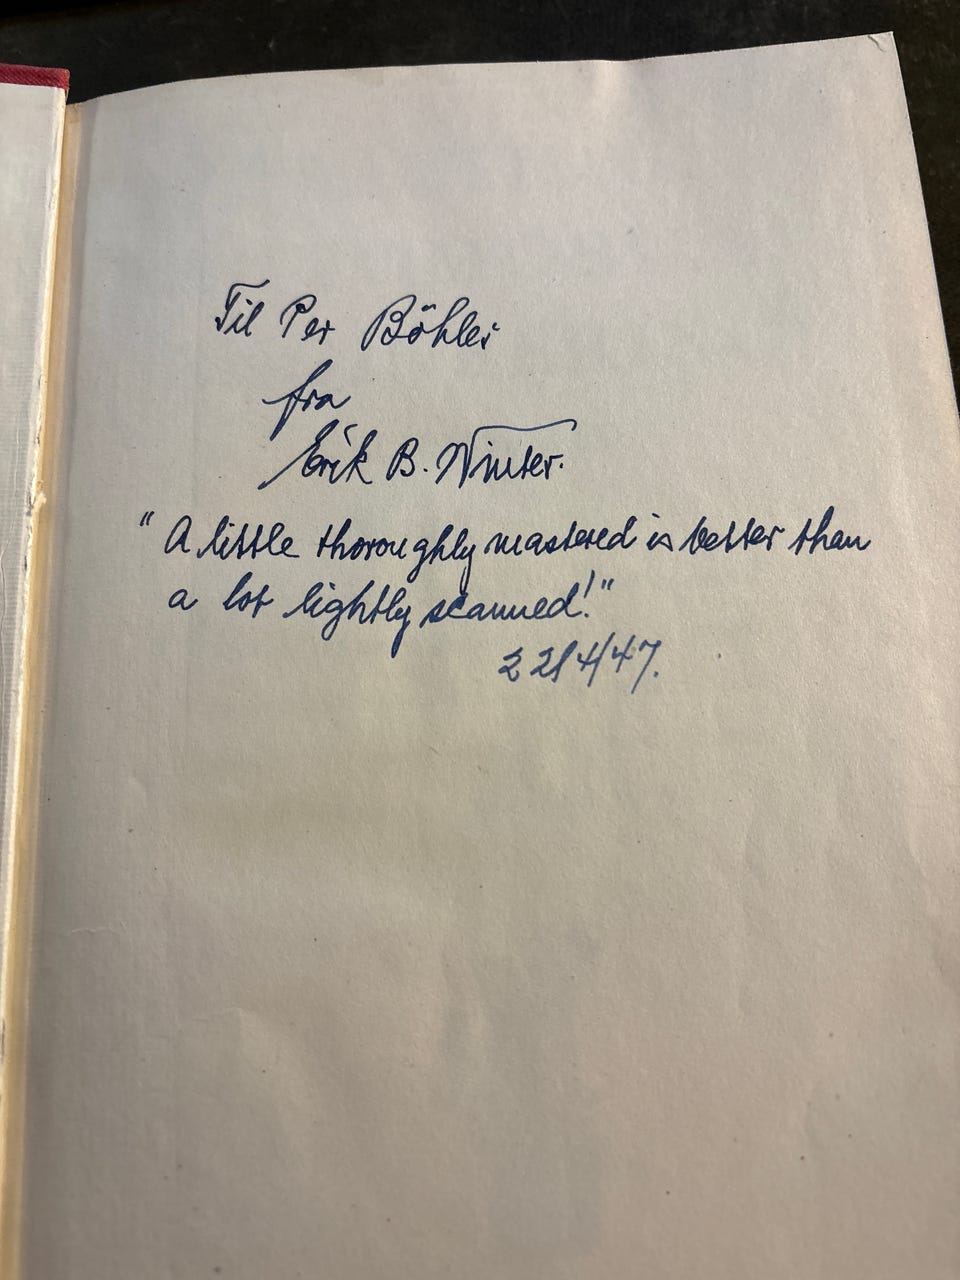 Til Per Böhler
fra
Erik B. Winter.
"A little thoroughly mastered is better than
a lot lightly scanned!"
22/4/47.